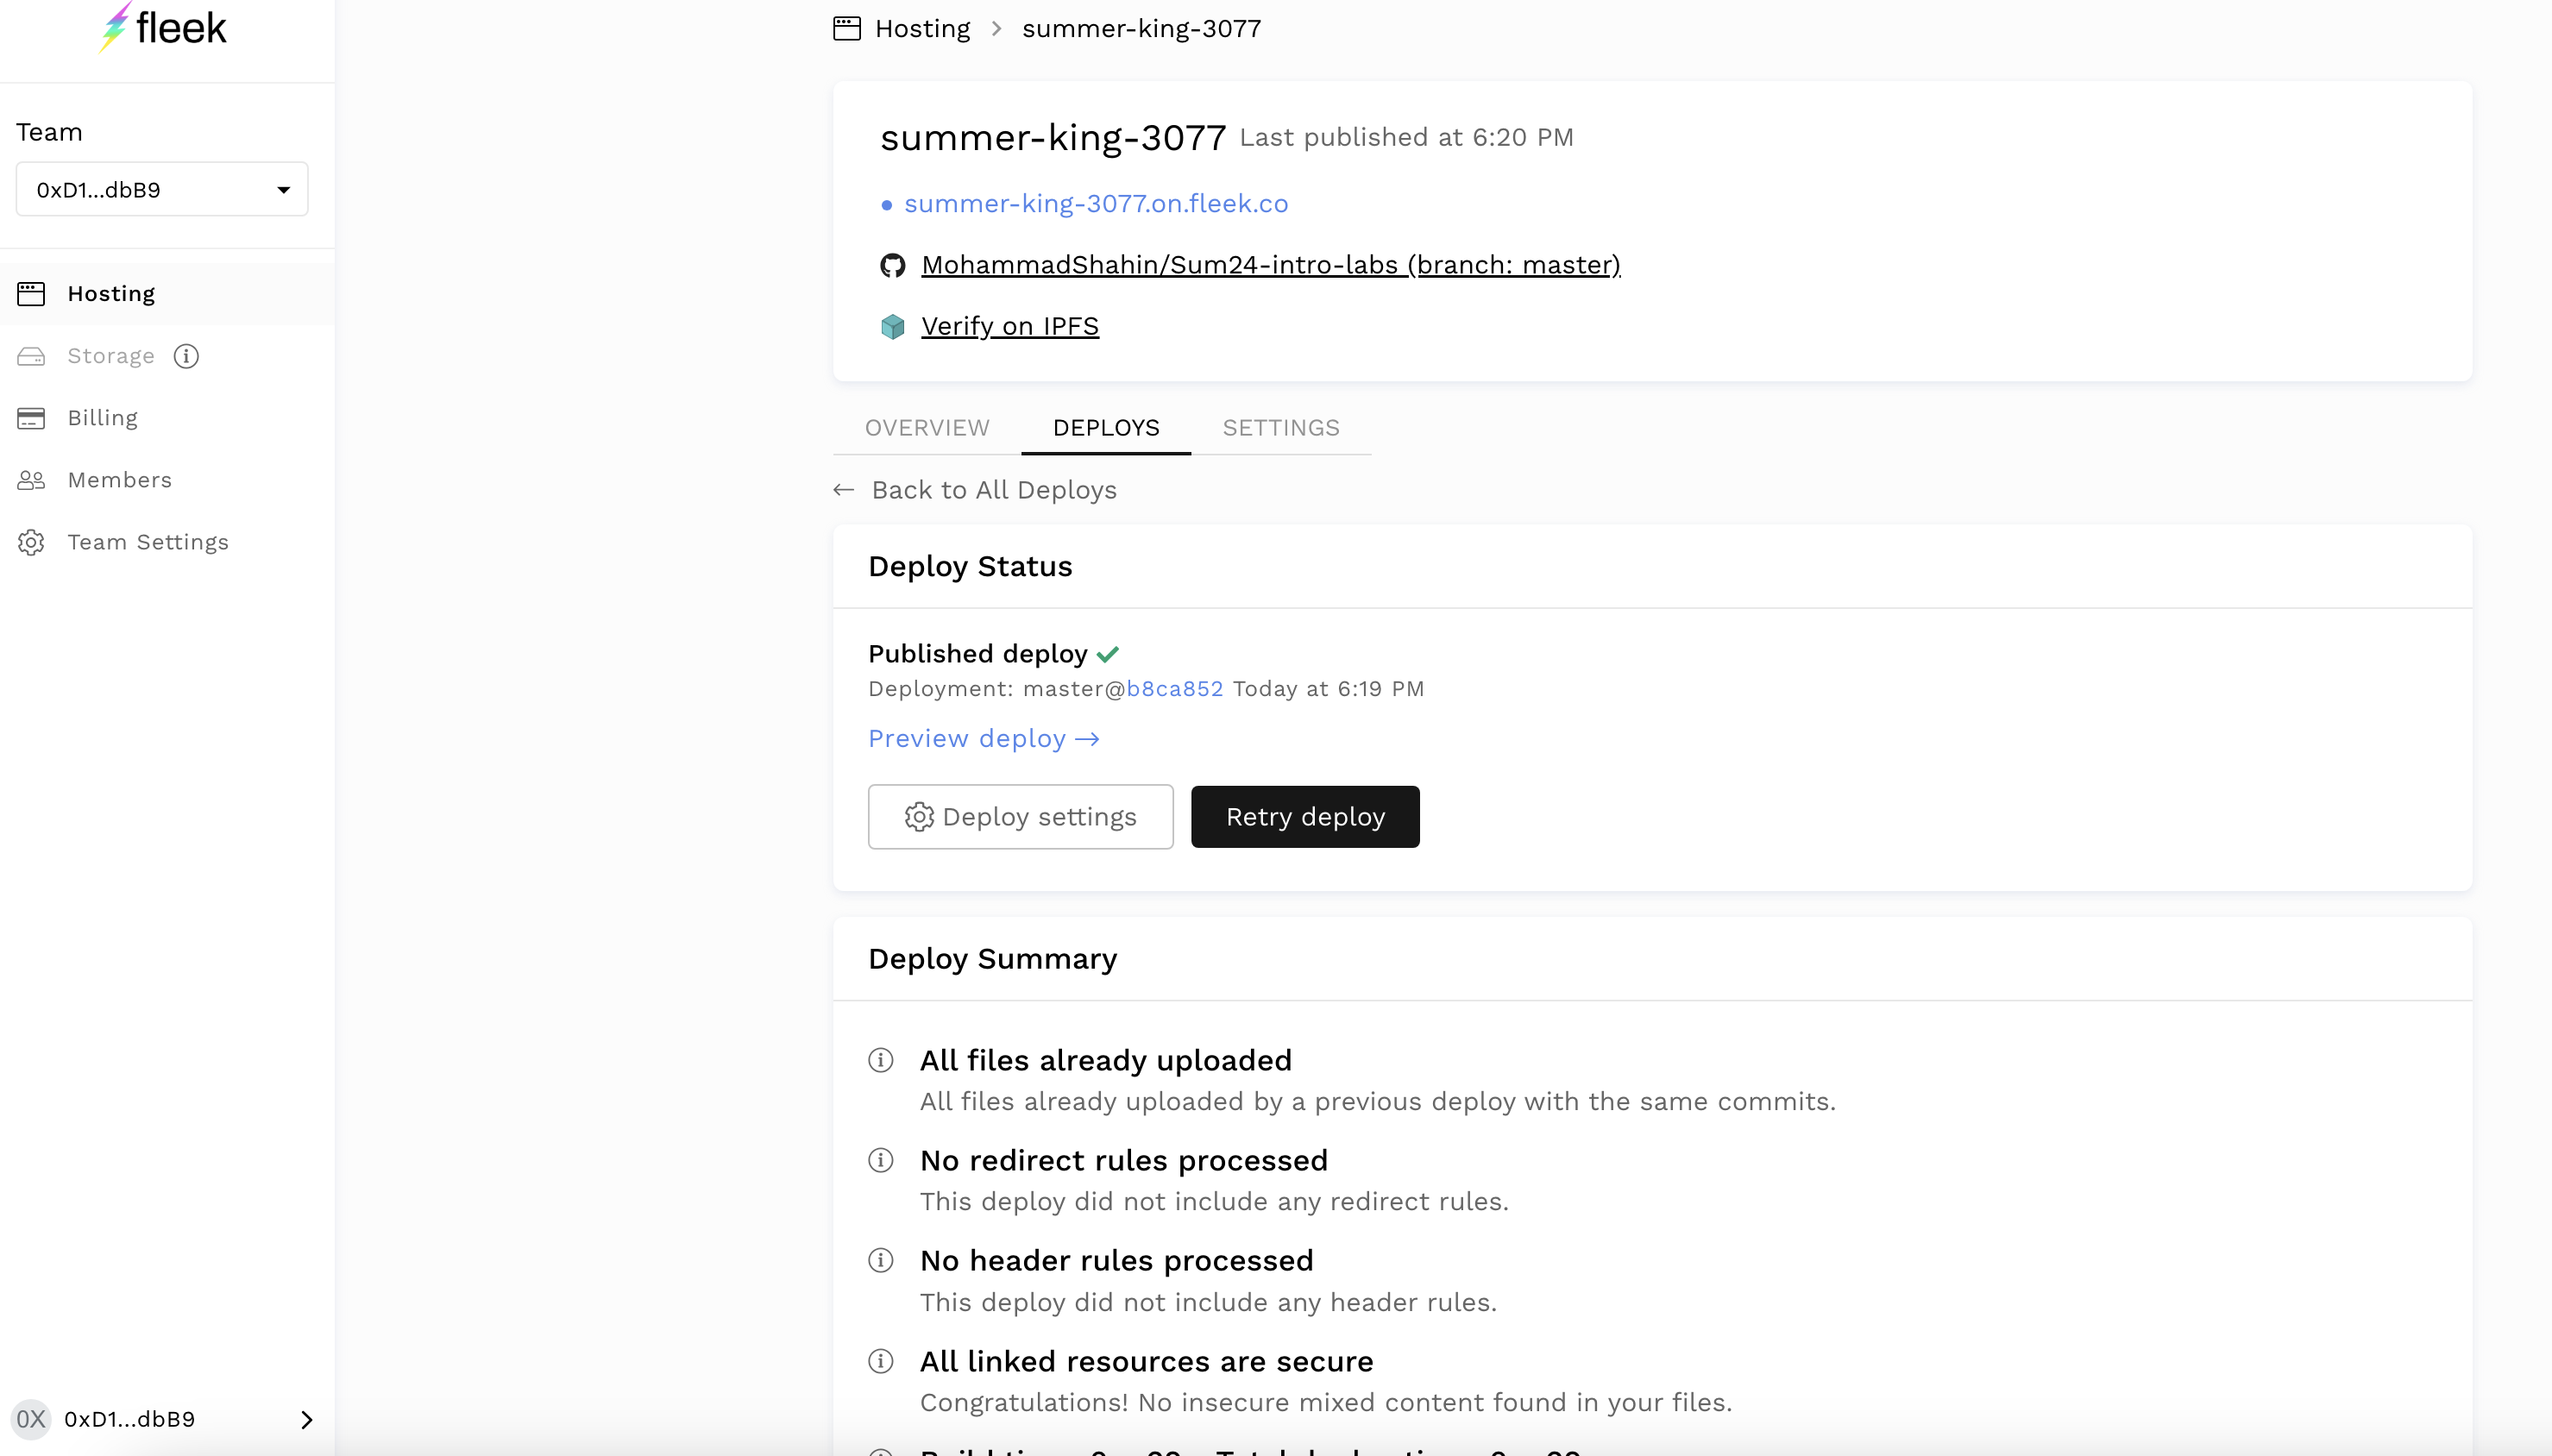 fleek
Team
0xD1...dbB9
Hosting
Storage
Billing
Members
Team Settings
0X 0xD1...dbB9
Hosting > summer-king-3077
summer-king-3077 Last published at 6:20 PM
summer-king-3077.on.fleek.co
MohammadShahin/Sum24-intro-labs (branch: master)
Verify on IPFS
OVERVIEW DEPLOYS SETTINGS
← Back to All Deploys
Deploy Status
Published deploy
Deployment: master@b8ca852 Today at 6:19 PM
Preview deploy →
Deploy settings Retry deploy
Deploy Summary
All files already uploaded
All files already uploaded by a previous deploy with the same commits.
No redirect rules processed
This deploy did not include any redirect rules.
No header rules processed
This deploy did not include any header rules.
All linked resources are secure
Congratulations! No insecure mixed content found in your files.